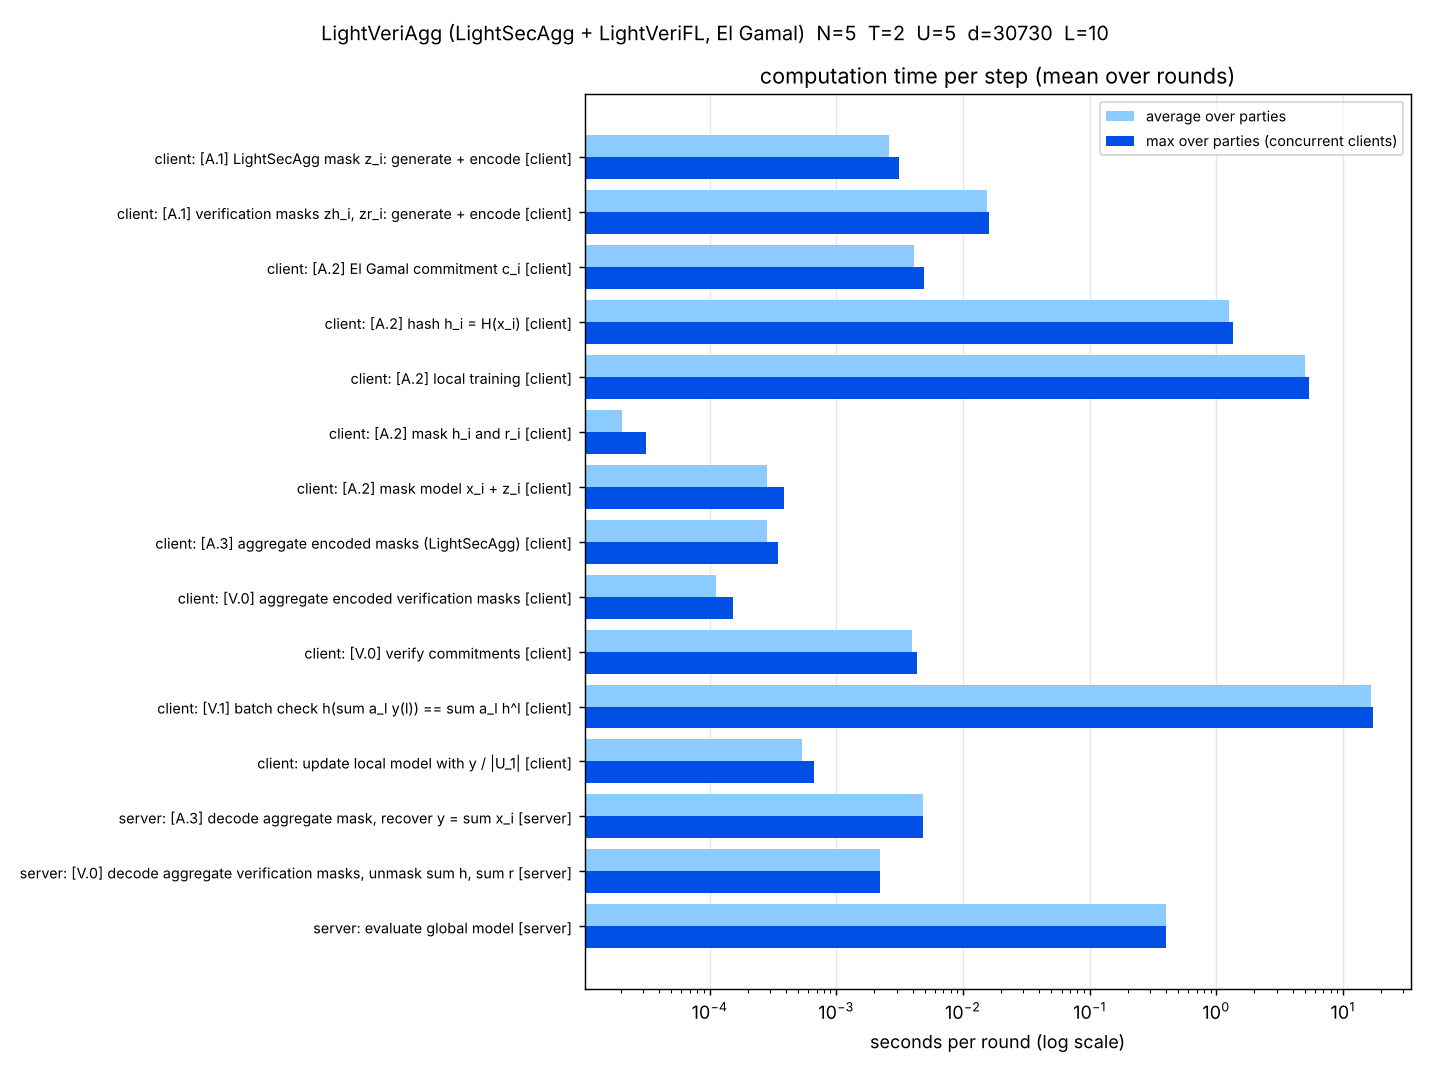 LightVeriAgg (LightSecAgg + LightVeriFL, El Gamal)  N=5  T=2  U=5  d=30730  L=10
computation time per step (mean over rounds)
average over parties
max over parties (concurrent clients)
client: [A.1] LightSecAgg mask z_i: generate + encode [client]
client: [A.1] verification masks zh_i, zr_i: generate + encode [client]
client: [A.2] El Gamal commitment c_i [client]
client: [A.2] hash h_i = H(x_i) [client]
client: [A.2] local training [client]
client: [A.2] mask h_i and r_i [client]
client: [A.2] mask model x_i + z_i [client]
client: [A.3] aggregate encoded masks (LightSecAgg) [client]
client: [V.0] aggregate encoded verification masks [client]
client: [V.0] verify commitments [client]
client: [V.1] batch check h(sum a_l y(l)) == sum a_l h^l [client]
client: update local model with y / |U_1| [client]
server: [A.3] decode aggregate mask, recover y = sum x_i [server]
server: [V.0] decode aggregate verification masks, unmask sum h, sum r [server]
server: evaluate global model [server]
10⁻⁴ 10⁻³ 10⁻² 10⁻¹ 10⁰ 10¹
seconds per round (log scale)